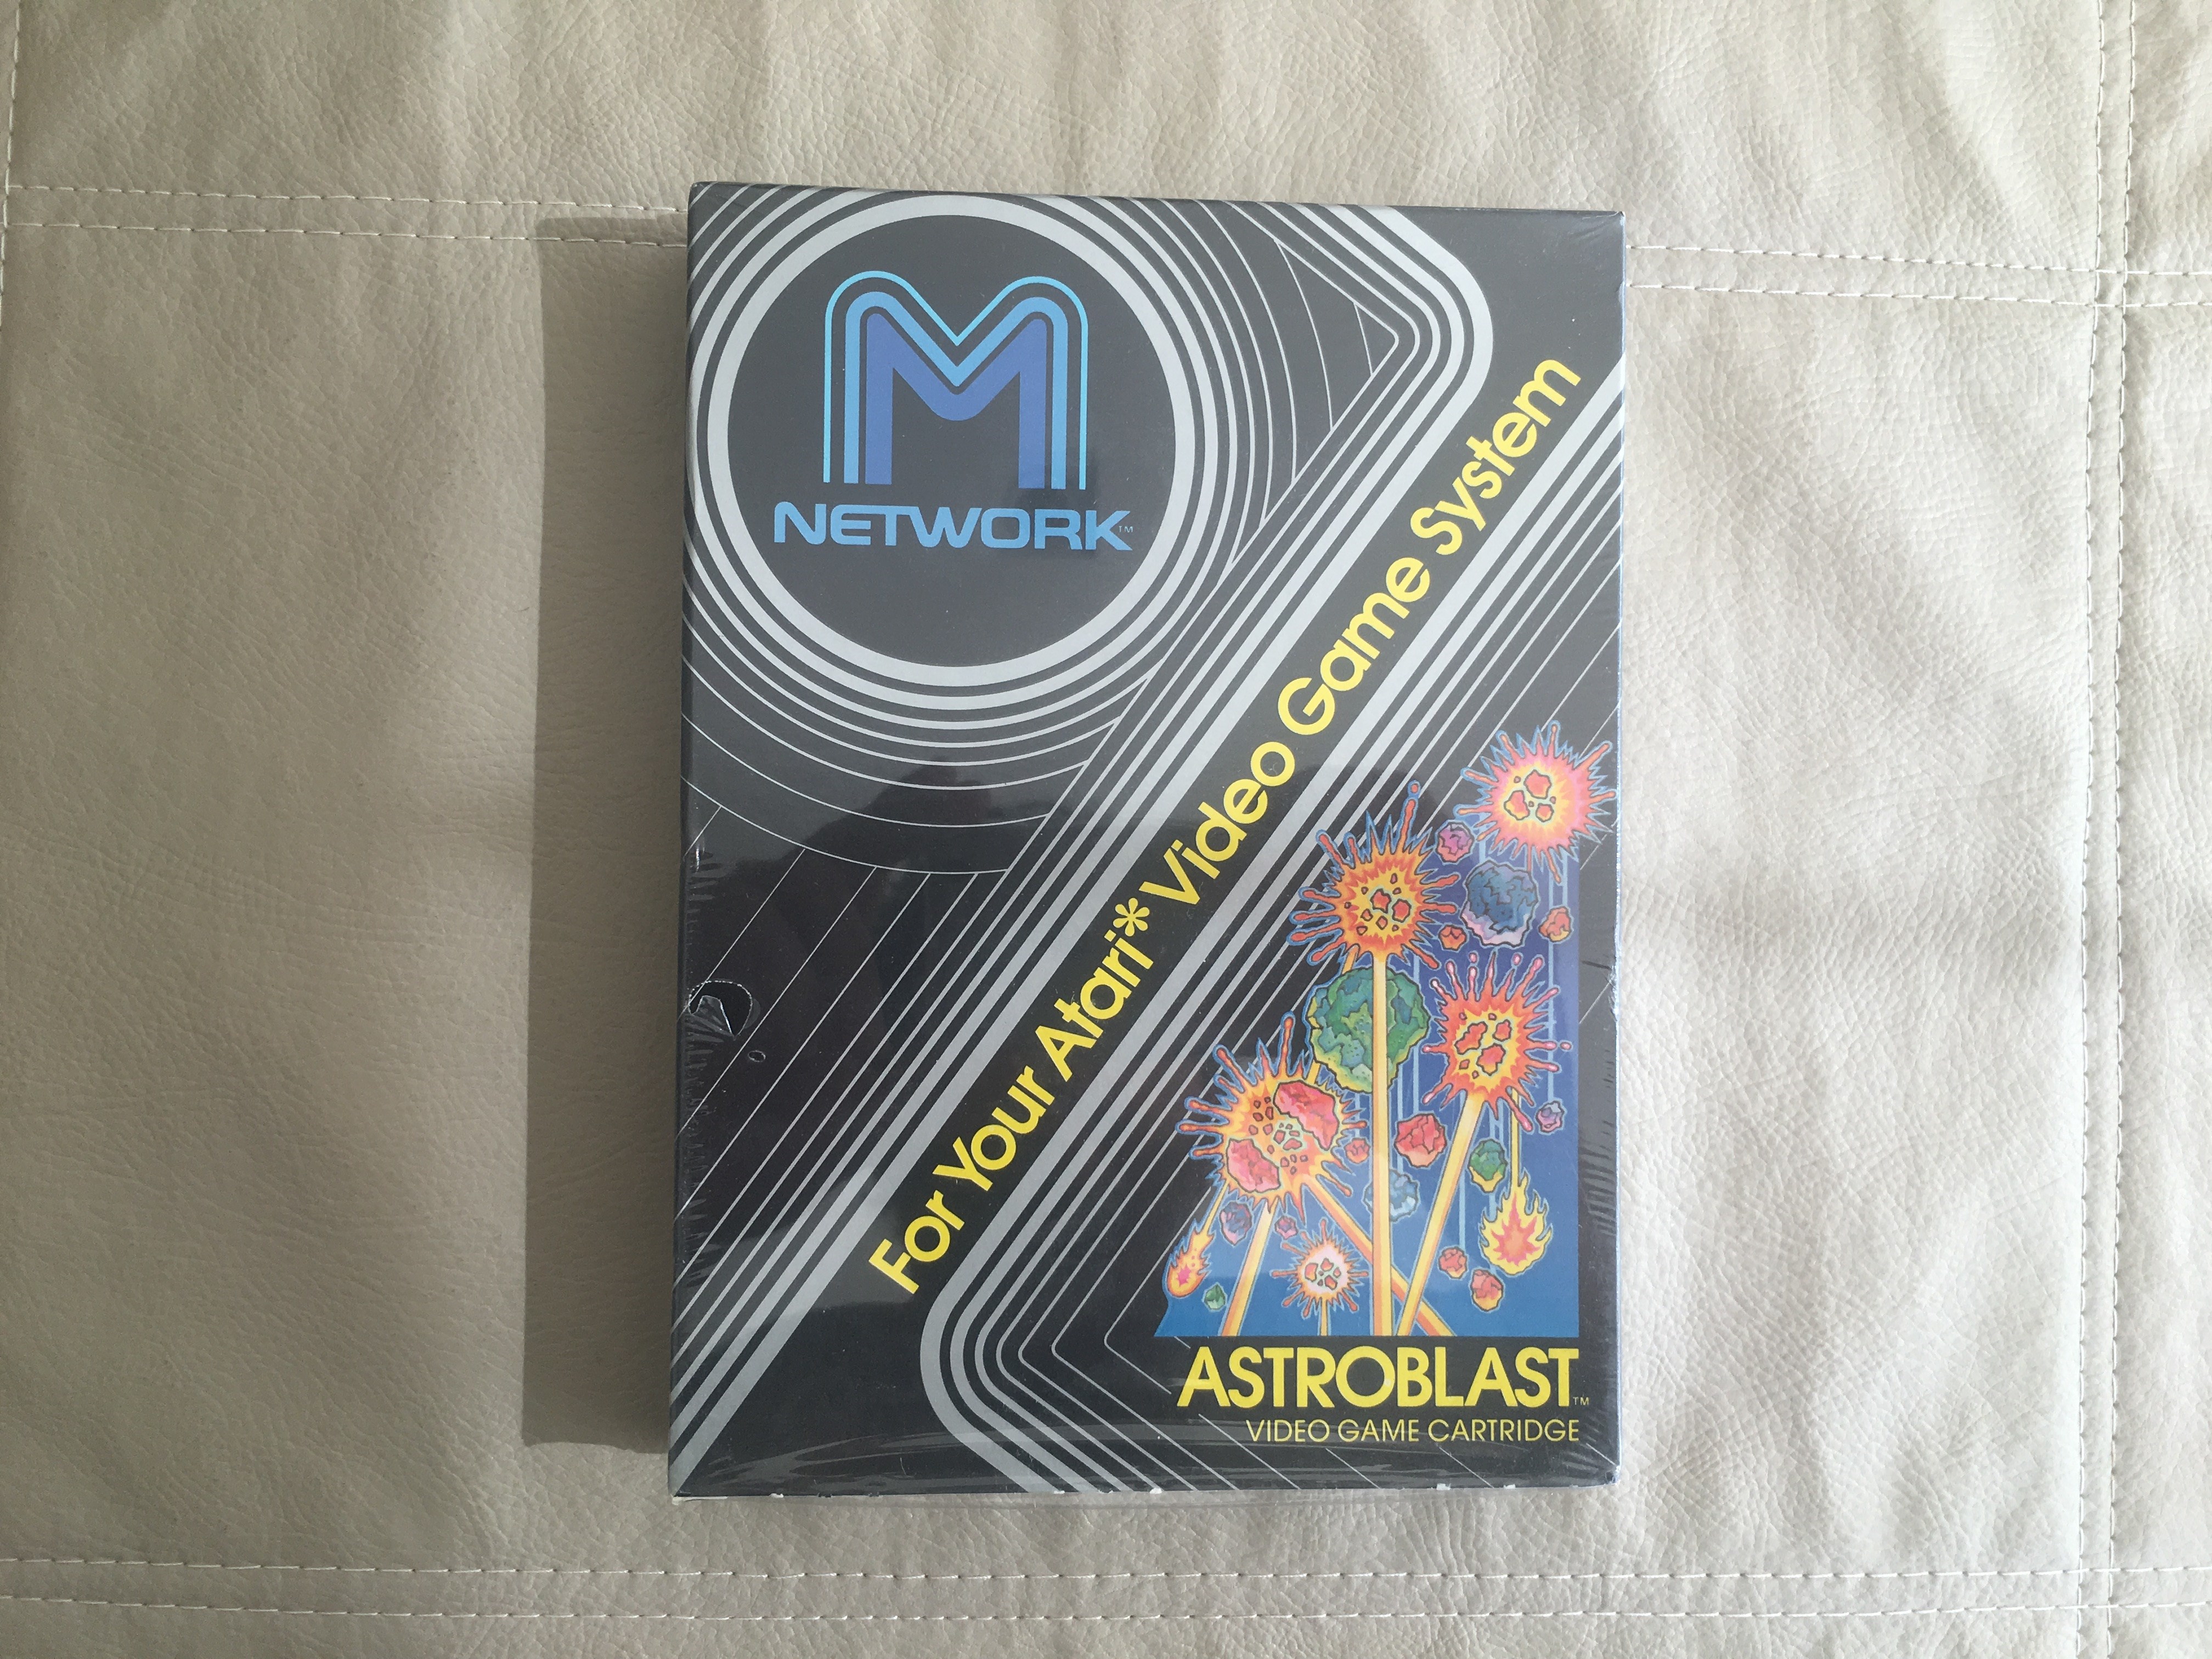 M
NETWORK™
For Your Atari* Video Game System
ASTROBLAST™
VIDEO GAME CARTRIDGE